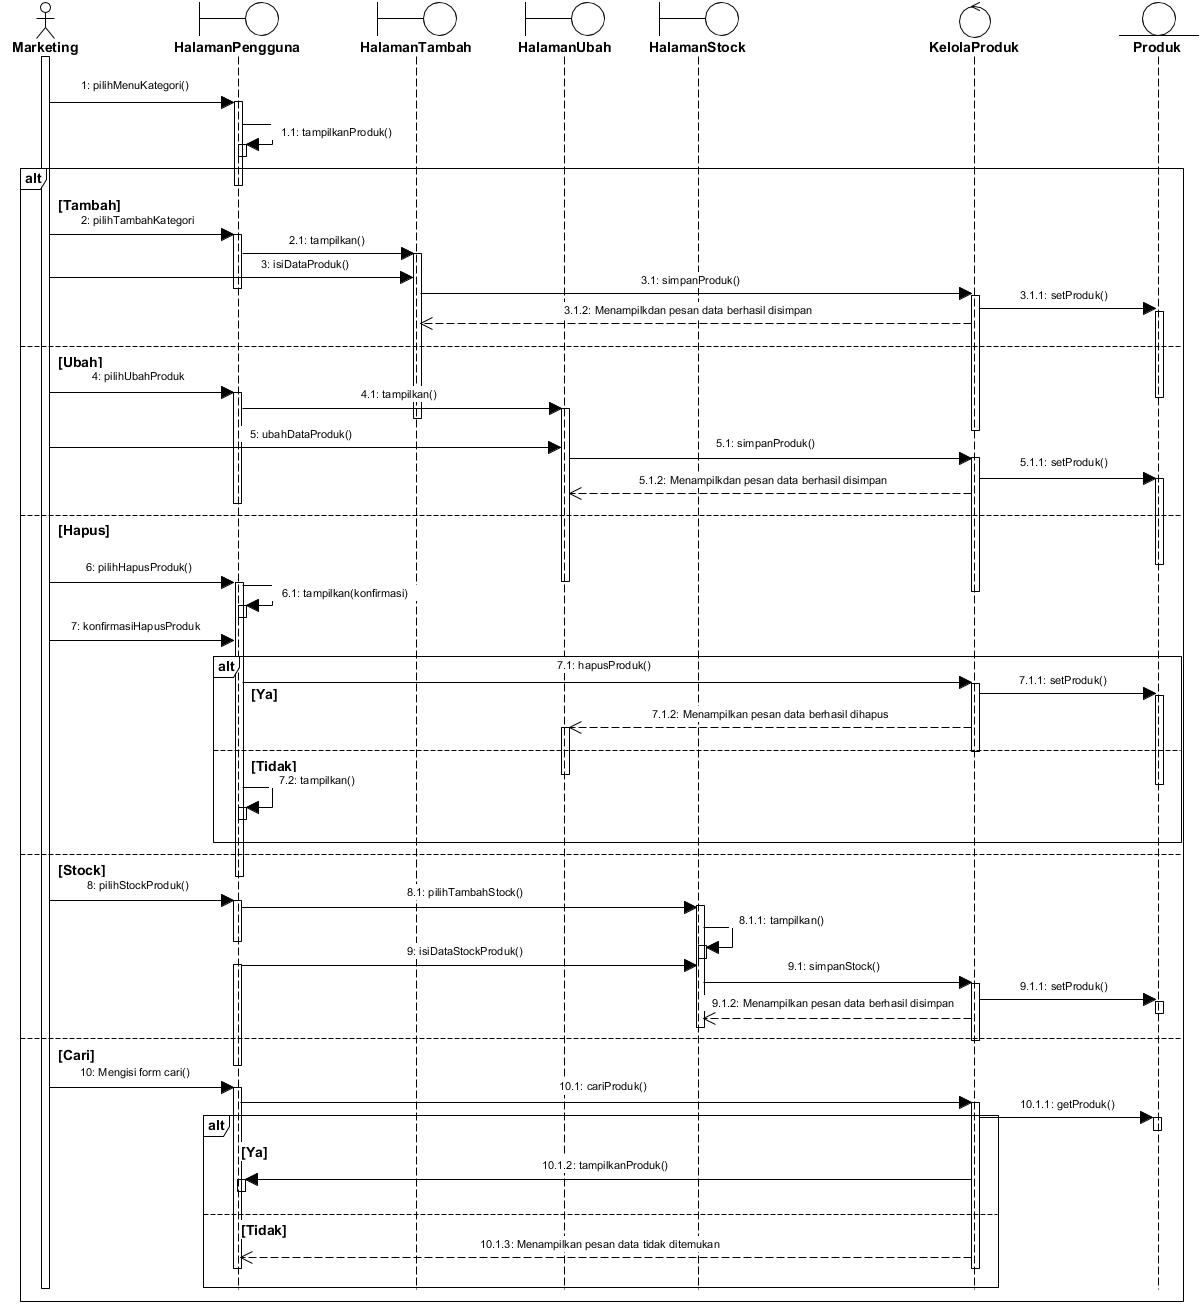 Marketing HalamanPengguna HalamanTambah HalamanUbah HalamanStock KelolaProduk Produk
1: pilihMenuKategori()
1.1: tampilkanProduk()
alt
[Tambah]
2: pilihTambahKategori
2.1: tampilkan()
3: isiDataProduk()
3.1: simpanProduk()
3.1.1: setProduk()
3.1.2: Menampilkdan pesan data berhasil disimpan
[Ubah]
4: pilihUbahProduk
4.1: tampilkan()
5: ubahDataProduk()
5.1: simpanProduk()
5.1.1: setProduk()
5.1.2: Menampilkdan pesan data berhasil disimpan
[Hapus]
6: pilihHapusProduk()
6.1: tampilkan(konfirmasi)
7: konfirmasiHapusProduk
alt
7.1: hapusProduk()
7.1.1: setProduk()
[Ya]
7.1.2: Menampilkan pesan data berhasil dihapus
[Tidak]
7.2: tampilkan()
[Stock]
8: pilihStockProduk()
8.1: pilihTambahStock()
8.1.1: tampilkan()
9: isiDataStockProduk()
9.1: simpanStock()
9.1.1: setProduk()
9.1.2: Menampilkan pesan data berhasil disimpan
[Cari]
10: Mengisi form cari()
10.1: cariProduk()
10.1.1: getProduk()
alt
[Ya]
10.1.2: tampilkanProduk()
[Tidak]
10.1.3: Menampilkan pesan data tidak ditemukan